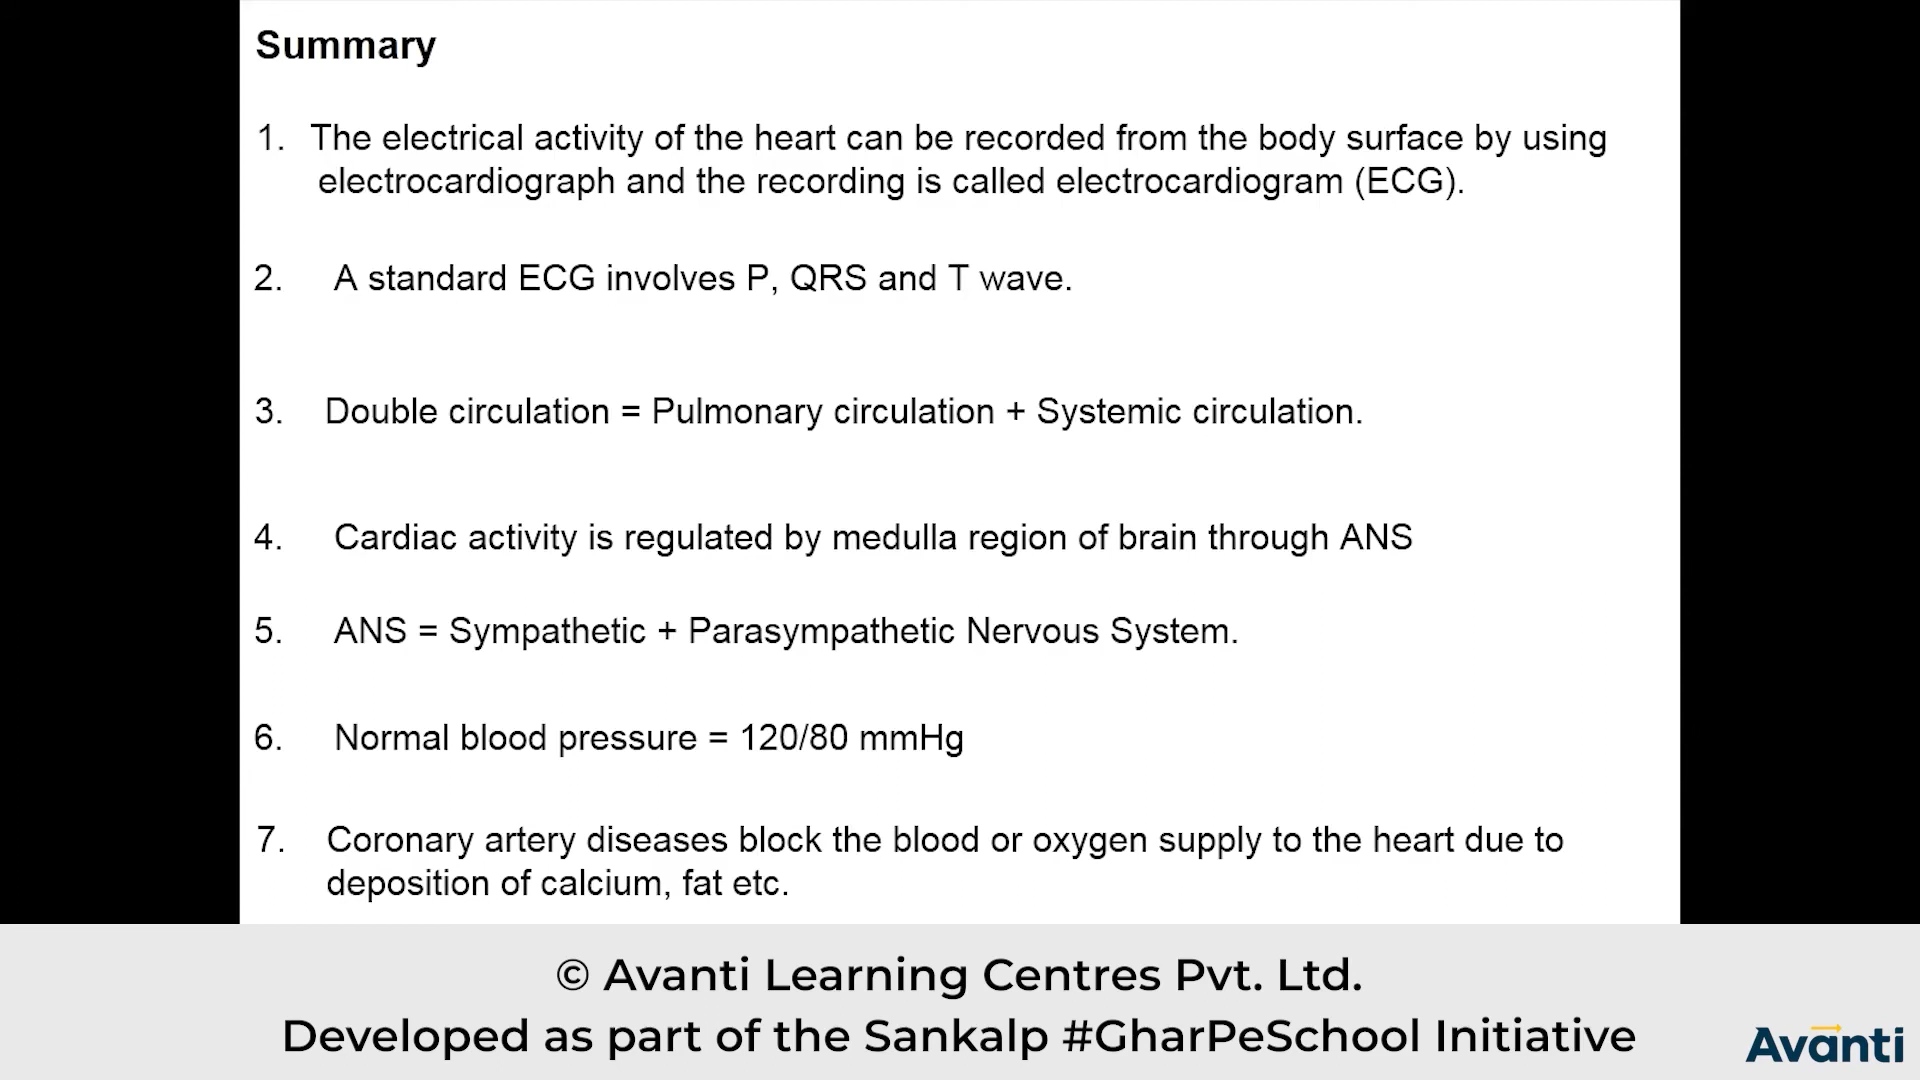 Summary
1. The electrical activity of the heart can be recorded from the body surface by using
electrocardiograph and the recording is called electrocardiogram (ECG).
2. A standard ECG involves P, QRS and T wave.
3. Double circulation = Pulmonary circulation + Systemic circulation.
4. Cardiac activity is regulated by medulla region of brain through ANS
5. ANS = Sympathetic + Parasympathetic Nervous System.
6. Normal blood pressure = 120/80 mmHg
7. Coronary artery diseases block the blood or oxygen supply to the heart due to
deposition of calcium, fat etc.
© Avanti Learning Centres Pvt. Ltd.
Developed as part of the Sankalp #GharPeSchool Initiative
Avanti